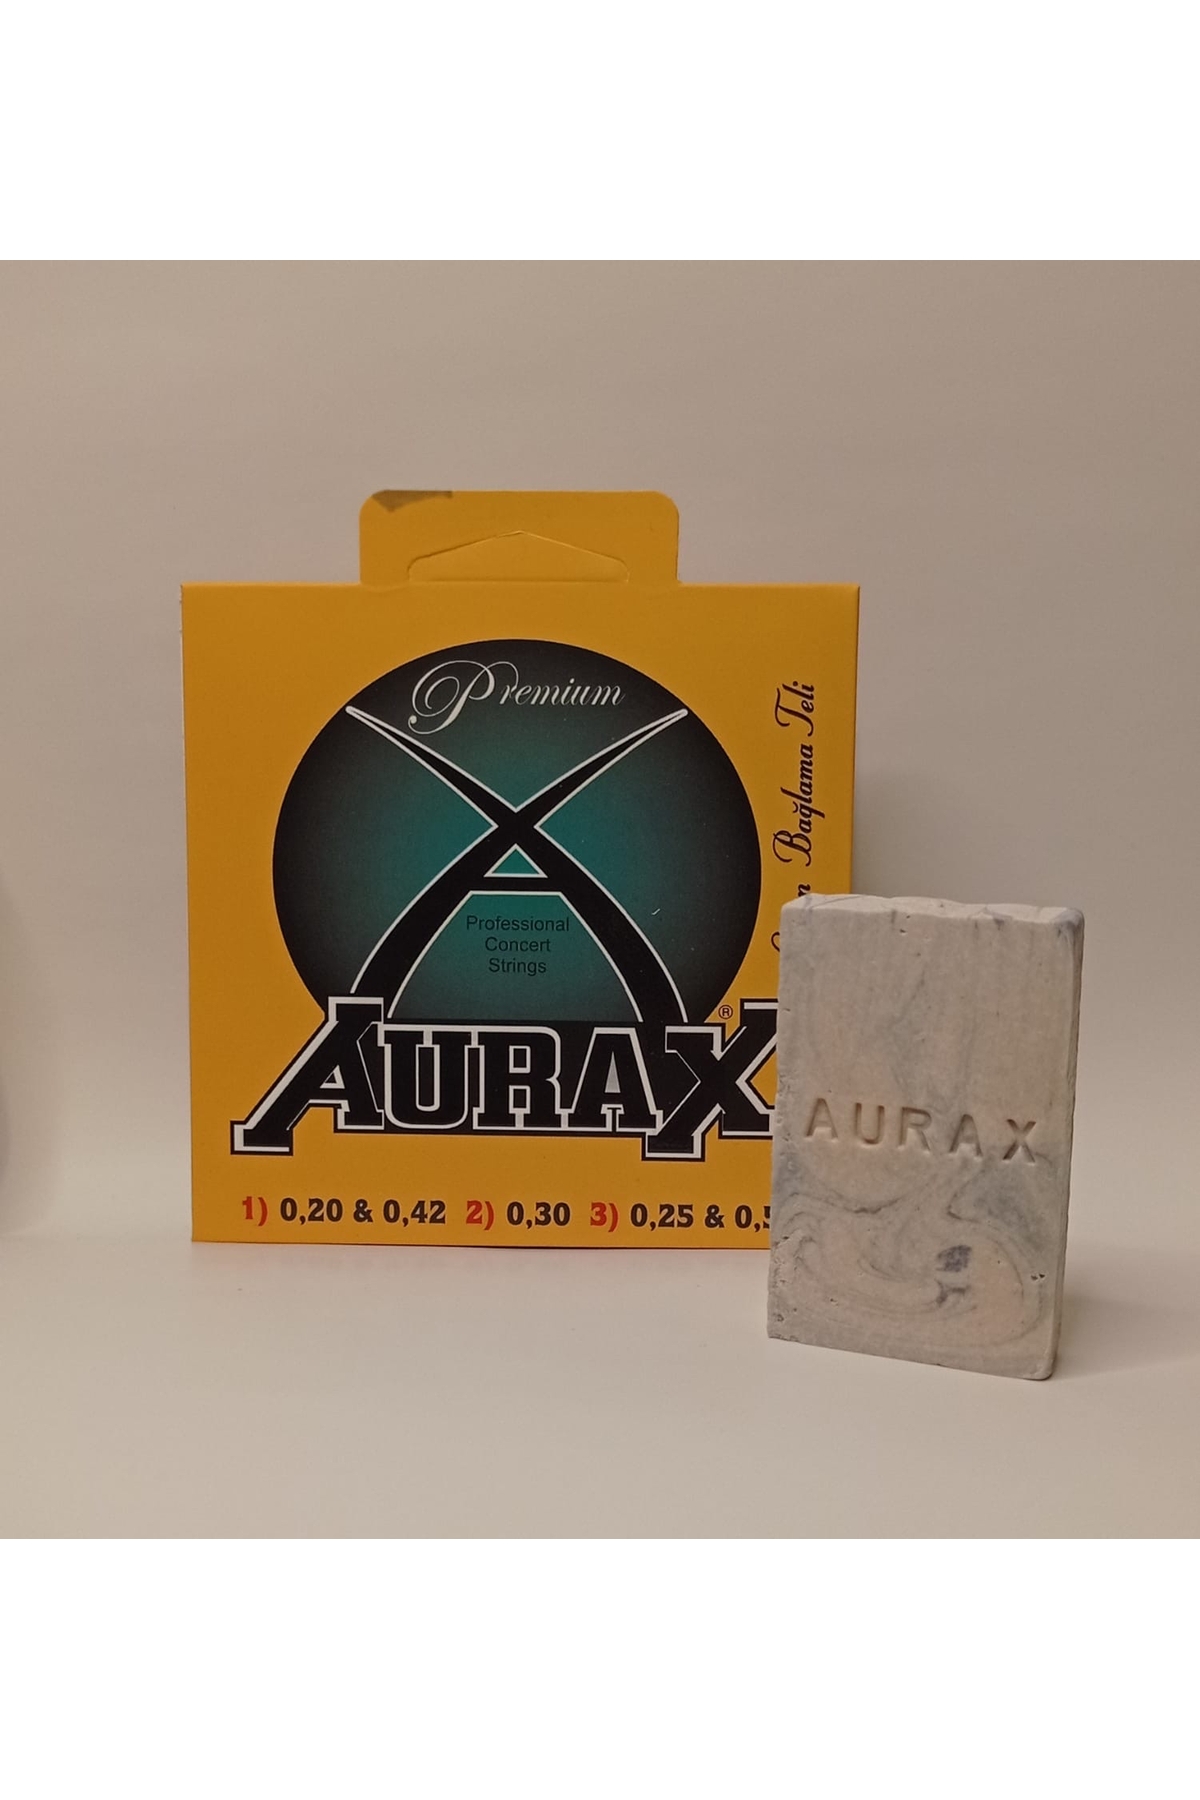 Premium
Professional
Concert
Strings
AURAX®
1) 0,20 & 0,42 2) 0,30 3) 0,25 & 0,
Bağlama Teli
AURAX